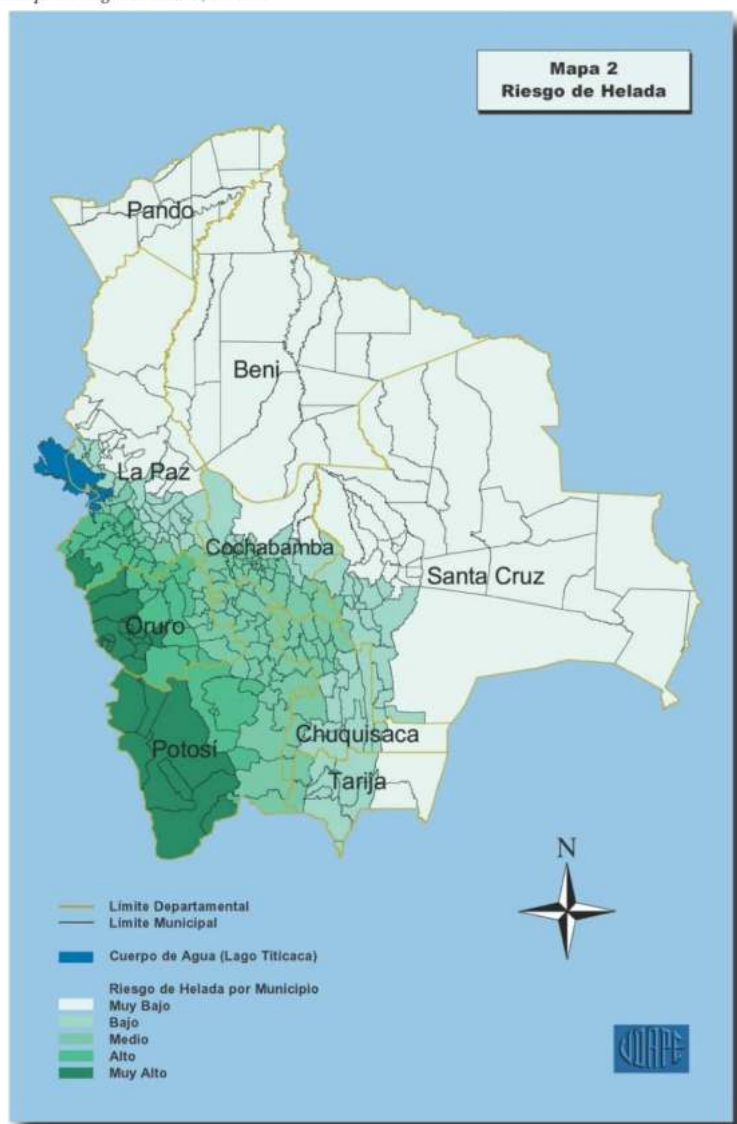 Mapa 2
Riesgo de Helada
Pando
Beni
La Paz
Cochabamba
Santa Cruz
Oruro
Chuquisaca
Potosí
Tarija
N
Límite Departamental
Límite Municipal
Cuerpo de Agua (Lago Titicaca)
Riesgo de Helada por Municipio
Muy Bajo
Bajo
Medio
Alto
Muy Alto
UDAPE